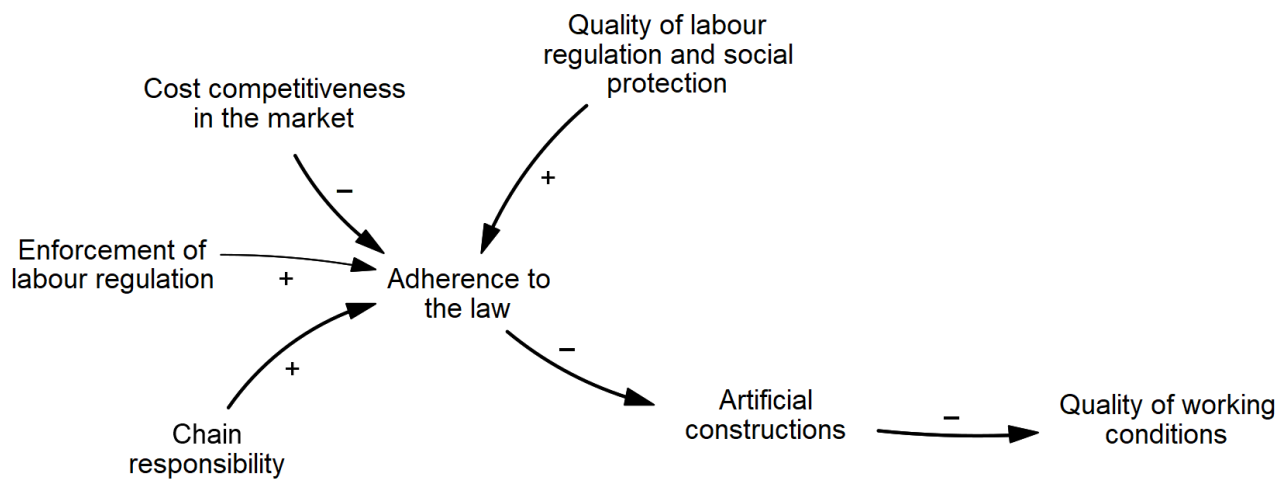 Quality of labour
regulation and social
protection
Cost competitiveness
in the market
−
+
Enforcement of
labour regulation
+
Adherence to
the law
+
−
Chain
responsibility
Artificial
constructions
−
Quality of working
conditions